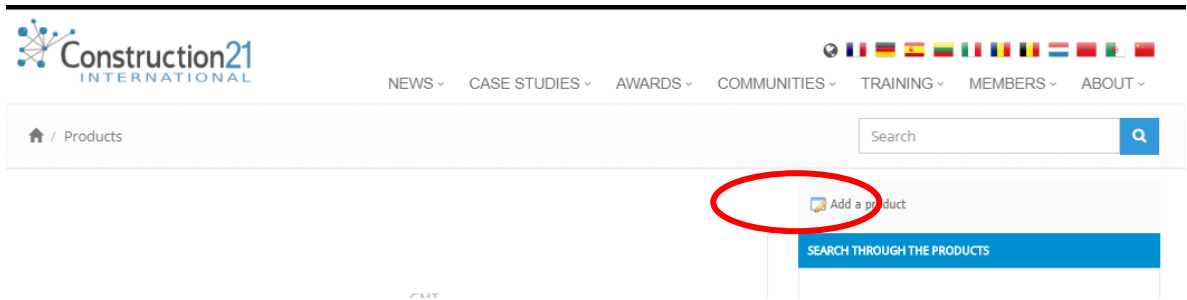 Construction21
INTERNATIONAL
NEWS CASE STUDIES AWARDS COMMUNITIES TRAINING MEMBERS ABOUT
/ Products
Search
Add a product
SEARCH THROUGH THE PRODUCTS